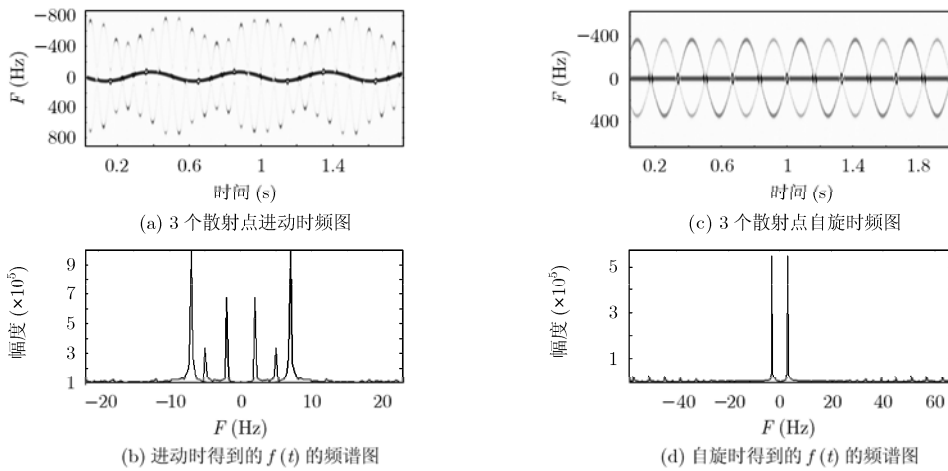 −800
−400
0
400
800
F (Hz)
0.2 0.6 1 1.4
时间 (s)
(a) 3 个散射点进动时频图
−400
0
400
F (Hz)
0.2 0.6 1.0 1.4 1.8
时间 (s)
(c) 3 个散射点自旋时频图
9
7
5
3
1
幅度 (×10⁵)
−20 −10 0 10 20
F (Hz)
(b) 进动时得到的 f (t) 的频谱图
5
3
1
幅度 (×10⁵)
−40 −20 0 20 40 60
F (Hz)
(d) 自旋时得到的 f (t) 的频谱图